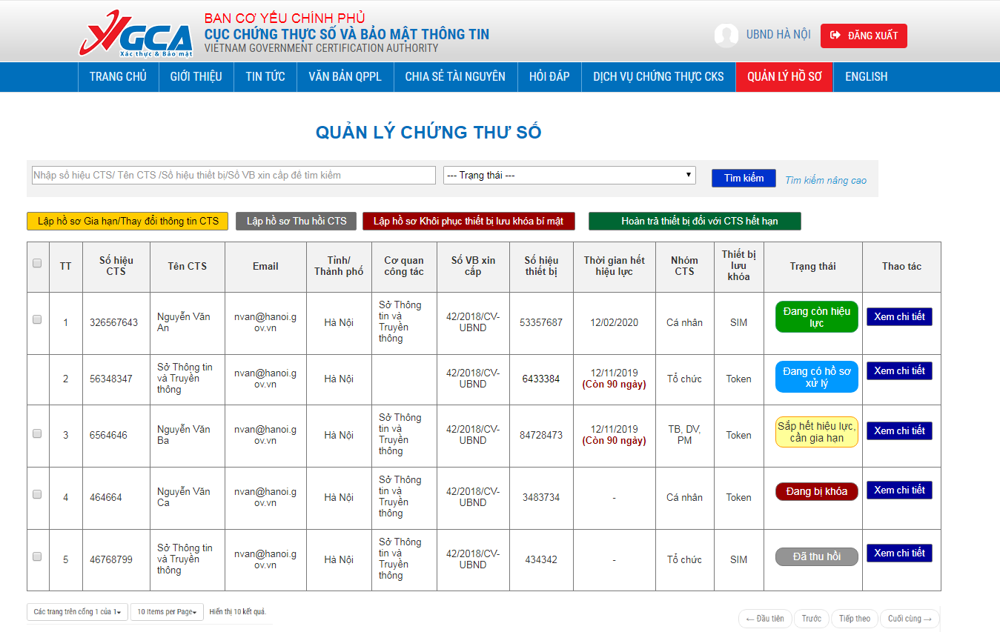 BAN CƠ YẾU CHÍNH PHỦ
CỤC CHỨNG THỰC SỐ VÀ BẢO MẬT THÔNG TIN
VIETNAM GOVERNMENT CERTIFICATION AUTHORITY
VGCA
Xác thực & Bảo mật
UBND HÀ NỘI
ĐĂNG XUẤT
TRANG CHỦ GIỚI THIỆU TIN TỨC VĂN BẢN QPPL CHIA SẺ TÀI NGUYÊN HỎI ĐÁP DỊCH VỤ CHỨNG THỰC CKS QUẢN LÝ HỒ SƠ ENGLISH
QUẢN LÝ CHỨNG THƯ SỐ
Nhập số hiệu CTS/ Tên CTS /Số hiệu thiết bị/Số VB xin cấp để tìm kiếm
--- Trạng thái ---
Tìm kiếm
Tìm kiếm nâng cao
Lập hồ sơ Gia hạn/Thay đổi thông tin CTS
Lập hồ sơ Thu hồi CTS
Lập hồ sơ Khôi phục thiết bị lưu khóa bí mật
Hoàn trả thiết bị đối với CTS hết hạn
TT
Số hiệu
CTS
Tên CTS
Email
Tỉnh/
Thành phố
Cơ quan
công tác
Số VB xin
cấp
Số hiệu
thiết bị
Thời gian hết
hiệu lực
Nhóm
CTS
Thiết bị
lưu
khóa
Trạng thái
Thao tác
1
326567643
Nguyễn Văn
An
nvan@hanoi.g
ov.vn
Hà Nội
Sở Thông
tin và
Truyền
thông
42/2018/CV-
UBND
53357687
12/02/2020
Cá nhân
SIM
Đang còn hiệu
lực
Xem chi tiết
2
56348347
Sở Thông tin
và Truyền
thông
nvan@hanoi.g
ov.vn
Hà Nội
42/2018/CV-
UBND
6433384
12/11/2019
(Còn 90 ngày)
Tổ chức
Token
Đang có hồ sơ
xử lý
Xem chi tiết
3
6564646
Nguyễn Văn
Ba
nvan@hanoi.g
ov.vn
Hà Nội
Sở Thông
tin và
Truyền
thông
42/2018/CV-
UBND
84728473
12/11/2019
(Còn 90 ngày)
TB, DV,
PM
Token
Sắp hết hiệu lực,
cần gia hạn
Xem chi tiết
4
464664
Nguyễn Văn
Ca
nvan@hanoi.g
ov.vn
Hà Nội
Sở Thông
tin và
Truyền
thông
42/2018/CV-
UBND
3483734
-
Cá nhân
Token
Đang bị khóa
Xem chi tiết
5
46768799
Sở Thông tin
và Truyền
thông
nvan@hanoi.g
ov.vn
Hà Nội
Sở Thông
tin và
Truyền
thông
42/2018/CV-
UBND
434342
-
Tổ chức
SIM
Đã thu hồi
Xem chi tiết
Các trang trên cổng 1 của 1
10 Items per Page
Hiển thị 10 kết quả.
← Đầu tiên
Trước
Tiếp theo
Cuối cùng →